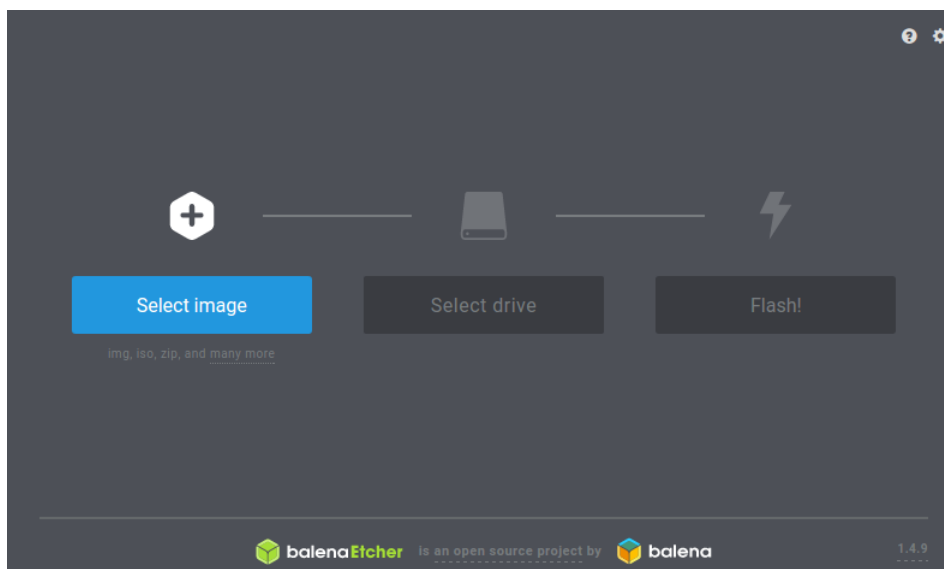 Select image
Select drive
Flash!
img, iso, zip, and many more
balenaEtcher is an open source project by balena
1.4.9